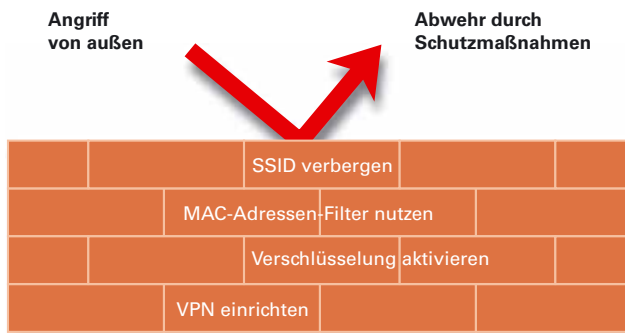 Angriff
von außen
Abwehr durch
Schutzmaßnahmen
SSID verbergen
MAC-Adressen-Filter nutzen
Verschlüsselung aktivieren
VPN einrichten